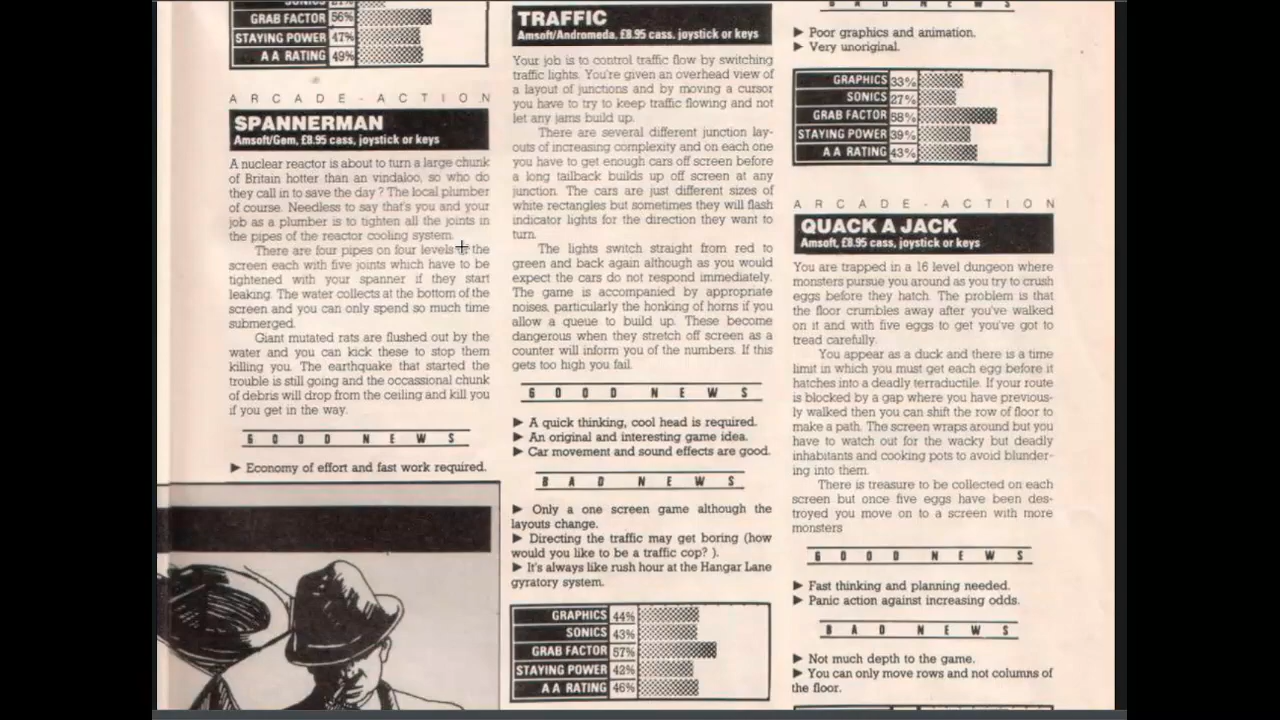 GRAB FACTOR 56%
STAYING POWER 47%
A A RATING 49%
ARCADE-ACTION
SPANNERMAN
Amsoft/Gem, £8.95 cass, joystick or keys
A nuclear reactor is about to turn a large chunk
of Britain hotter than an vindaloo, so who do
they call in to save the day? The local plumber
of course. Needless to say that's you and your
job as a plumber is to tighten all the joints in
the pipes of the reactor cooling system.
There are four pipes on four levels the
screen each with five joints which have to be
tightened with your spanner if they start
leaking. The water collects at the bottom of the
screen and you can only spend so much time
submerged.
Giant mutated rats are flushed out by the
water and you can kick these to stop them
killing you. The earthquake that started the
trouble is still going and the occassional chunk
of debris will drop from the ceiling and kill you
if you get in the way.
GOOD NEWS
► Economy of effort and fast work required.
TRAFFIC
Amsoft/Andromeda, £8.95 cass, joystick or keys
Your job is to control traffic flow by switching
traffic lights. You're given an overhead view of
a layout of junctions and by moving a cursor
you have to try to keep traffic flowing and not
let any jams build up.
There are several different junction lay-
outs of increasing complexity and on each one
you have to get enough cars off screen before
a long tailback builds up off screen at any
junction. The cars are just different sizes of
white rectangles but sometimes they will flash
indicator lights for the direction they want to
turn.
The lights switch straight from red to
green and back again although as you would
expect the cars do not respond immediately.
The game is accompanied by appropriate
noises, particularly the honking of horns if you
allow a queue to build up. These become
dangerous when they stretch off screen as a
counter will inform you of the numbers. If this
gets too high you fail.
GOOD NEWS
► A quick thinking, cool head is required.
► An original and interesting game idea.
► Car movement and sound effects are good.
BAD NEWS
► Only a one screen game although the
layouts change.
► Directing the traffic may get boring (how
would you like to be a traffic cop? ).
► It's always like rush hour at the Hangar Lane
gyratory system.
GRAPHICS 44%
SONICS 43%
GRAB FACTOR 57%
STAYING POWER 42%
A A RATING 46%
BAD NEWS
► Poor graphics and animation.
► Very unoriginal.
GRAPHICS 33%
SONICS 27%
GRAB FACTOR 58%
STAYING POWER 39%
A A RATING 43%
ARCADE-ACTION
QUACK A JACK
Amsoft, £8.95 cass, joystick or keys
You are trapped in a 16 level dungeon where
monsters pursue you around as you try to crush
eggs before they hatch. The problem is that
the floor crumbles away after you've walked
on it and with five eggs to get you've got to
tread carefully.
You appear as a duck and there is a time
limit in which you must get each egg before it
hatches into a deadly terraductile. If your route
is blocked by a gap where you have previous-
ly walked then you can shift the row of floor to
make a path. The screen wraps around but you
have to watch out for the wacky but deadly
inhabitants and cooking pots to avoid blunder-
ing into them.
There is treasure to be collected on each
screen but once five eggs have been des-
troyed you move on to a screen with more
monsters
GOOD NEWS
► Fast thinking and planning needed.
► Panic action against increasing odds.
BAD NEWS
► Not much depth to the game.
► You can only move rows and not columns of
the floor.